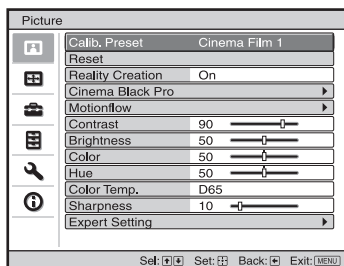 Picture
Calib. Preset Cinema Film 1
Reset
Reality Creation On
Cinema Black Pro
Motionflow
Contrast 90
Brightness 50
Color 50
Hue 50
Color Temp. D65
Sharpness 10
Expert Setting
Sel: Set: Back: Exit: MENU